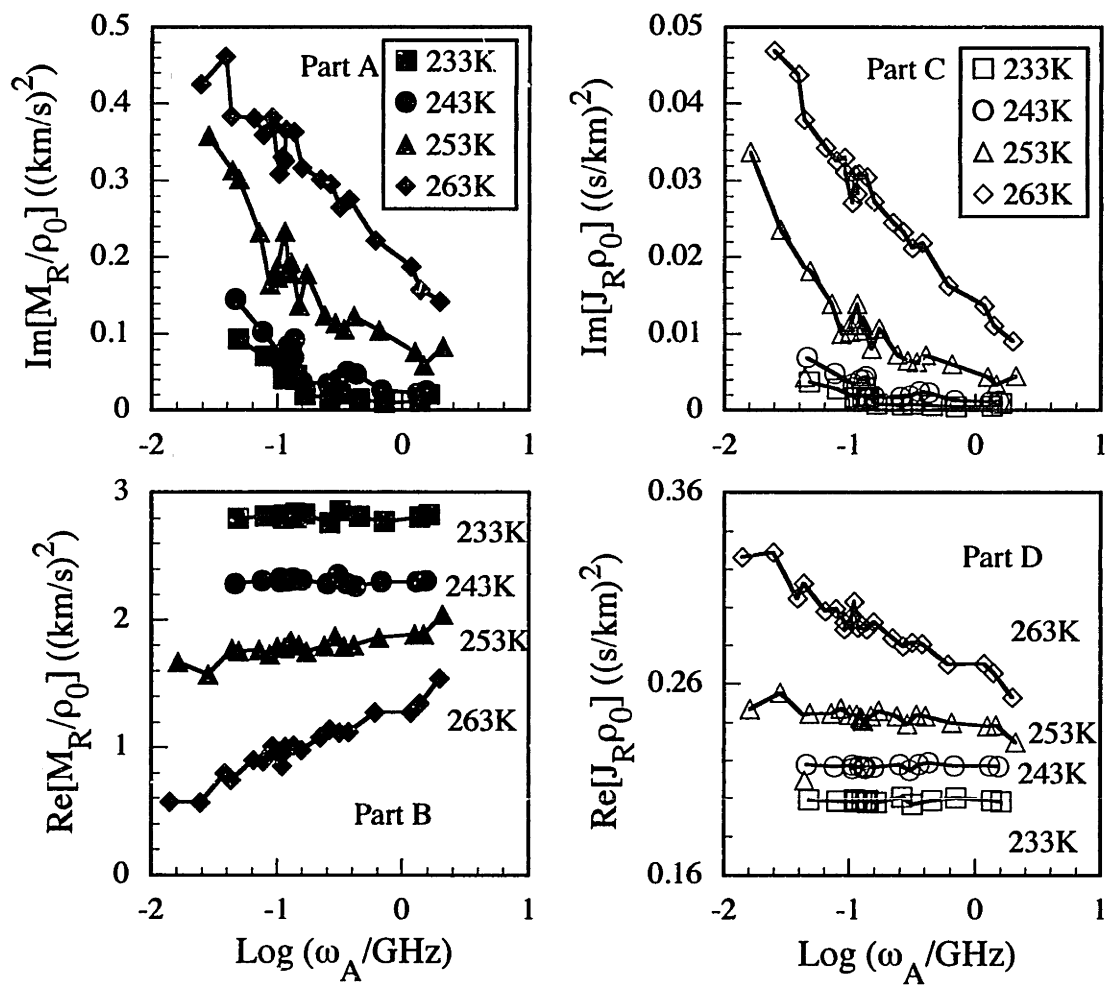 Im[M_R/ρ_0] ((km/s)^2)
0.5
0.4
0.3
0.2
0.1
0
-2 -1 0 1
Part A
233K
243K
253K
263K
Im[J_Rρ_0] ((s/km)^2)
0.05
0.04
0.03
0.02
0.01
0
-2 -1 0 1
Part C
233K
243K
253K
263K
Re[M_R/ρ_0] ((km/s)^2)
3
2
1
0
233K
243K
253K
263K
Part B
-2 -1 0 1
Log (ω_A/GHz)
Re[J_Rρ_0] ((s/km)^2)
0.36
0.26
0.16
Part D
263K
253K
243K
233K
-2 -1 0 1
Log (ω_A/GHz)